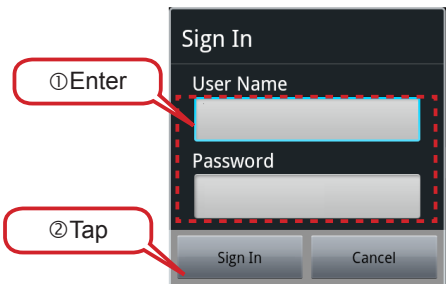 Sign In
①Enter
User Name
Password
②Tap
Sign In
Cancel